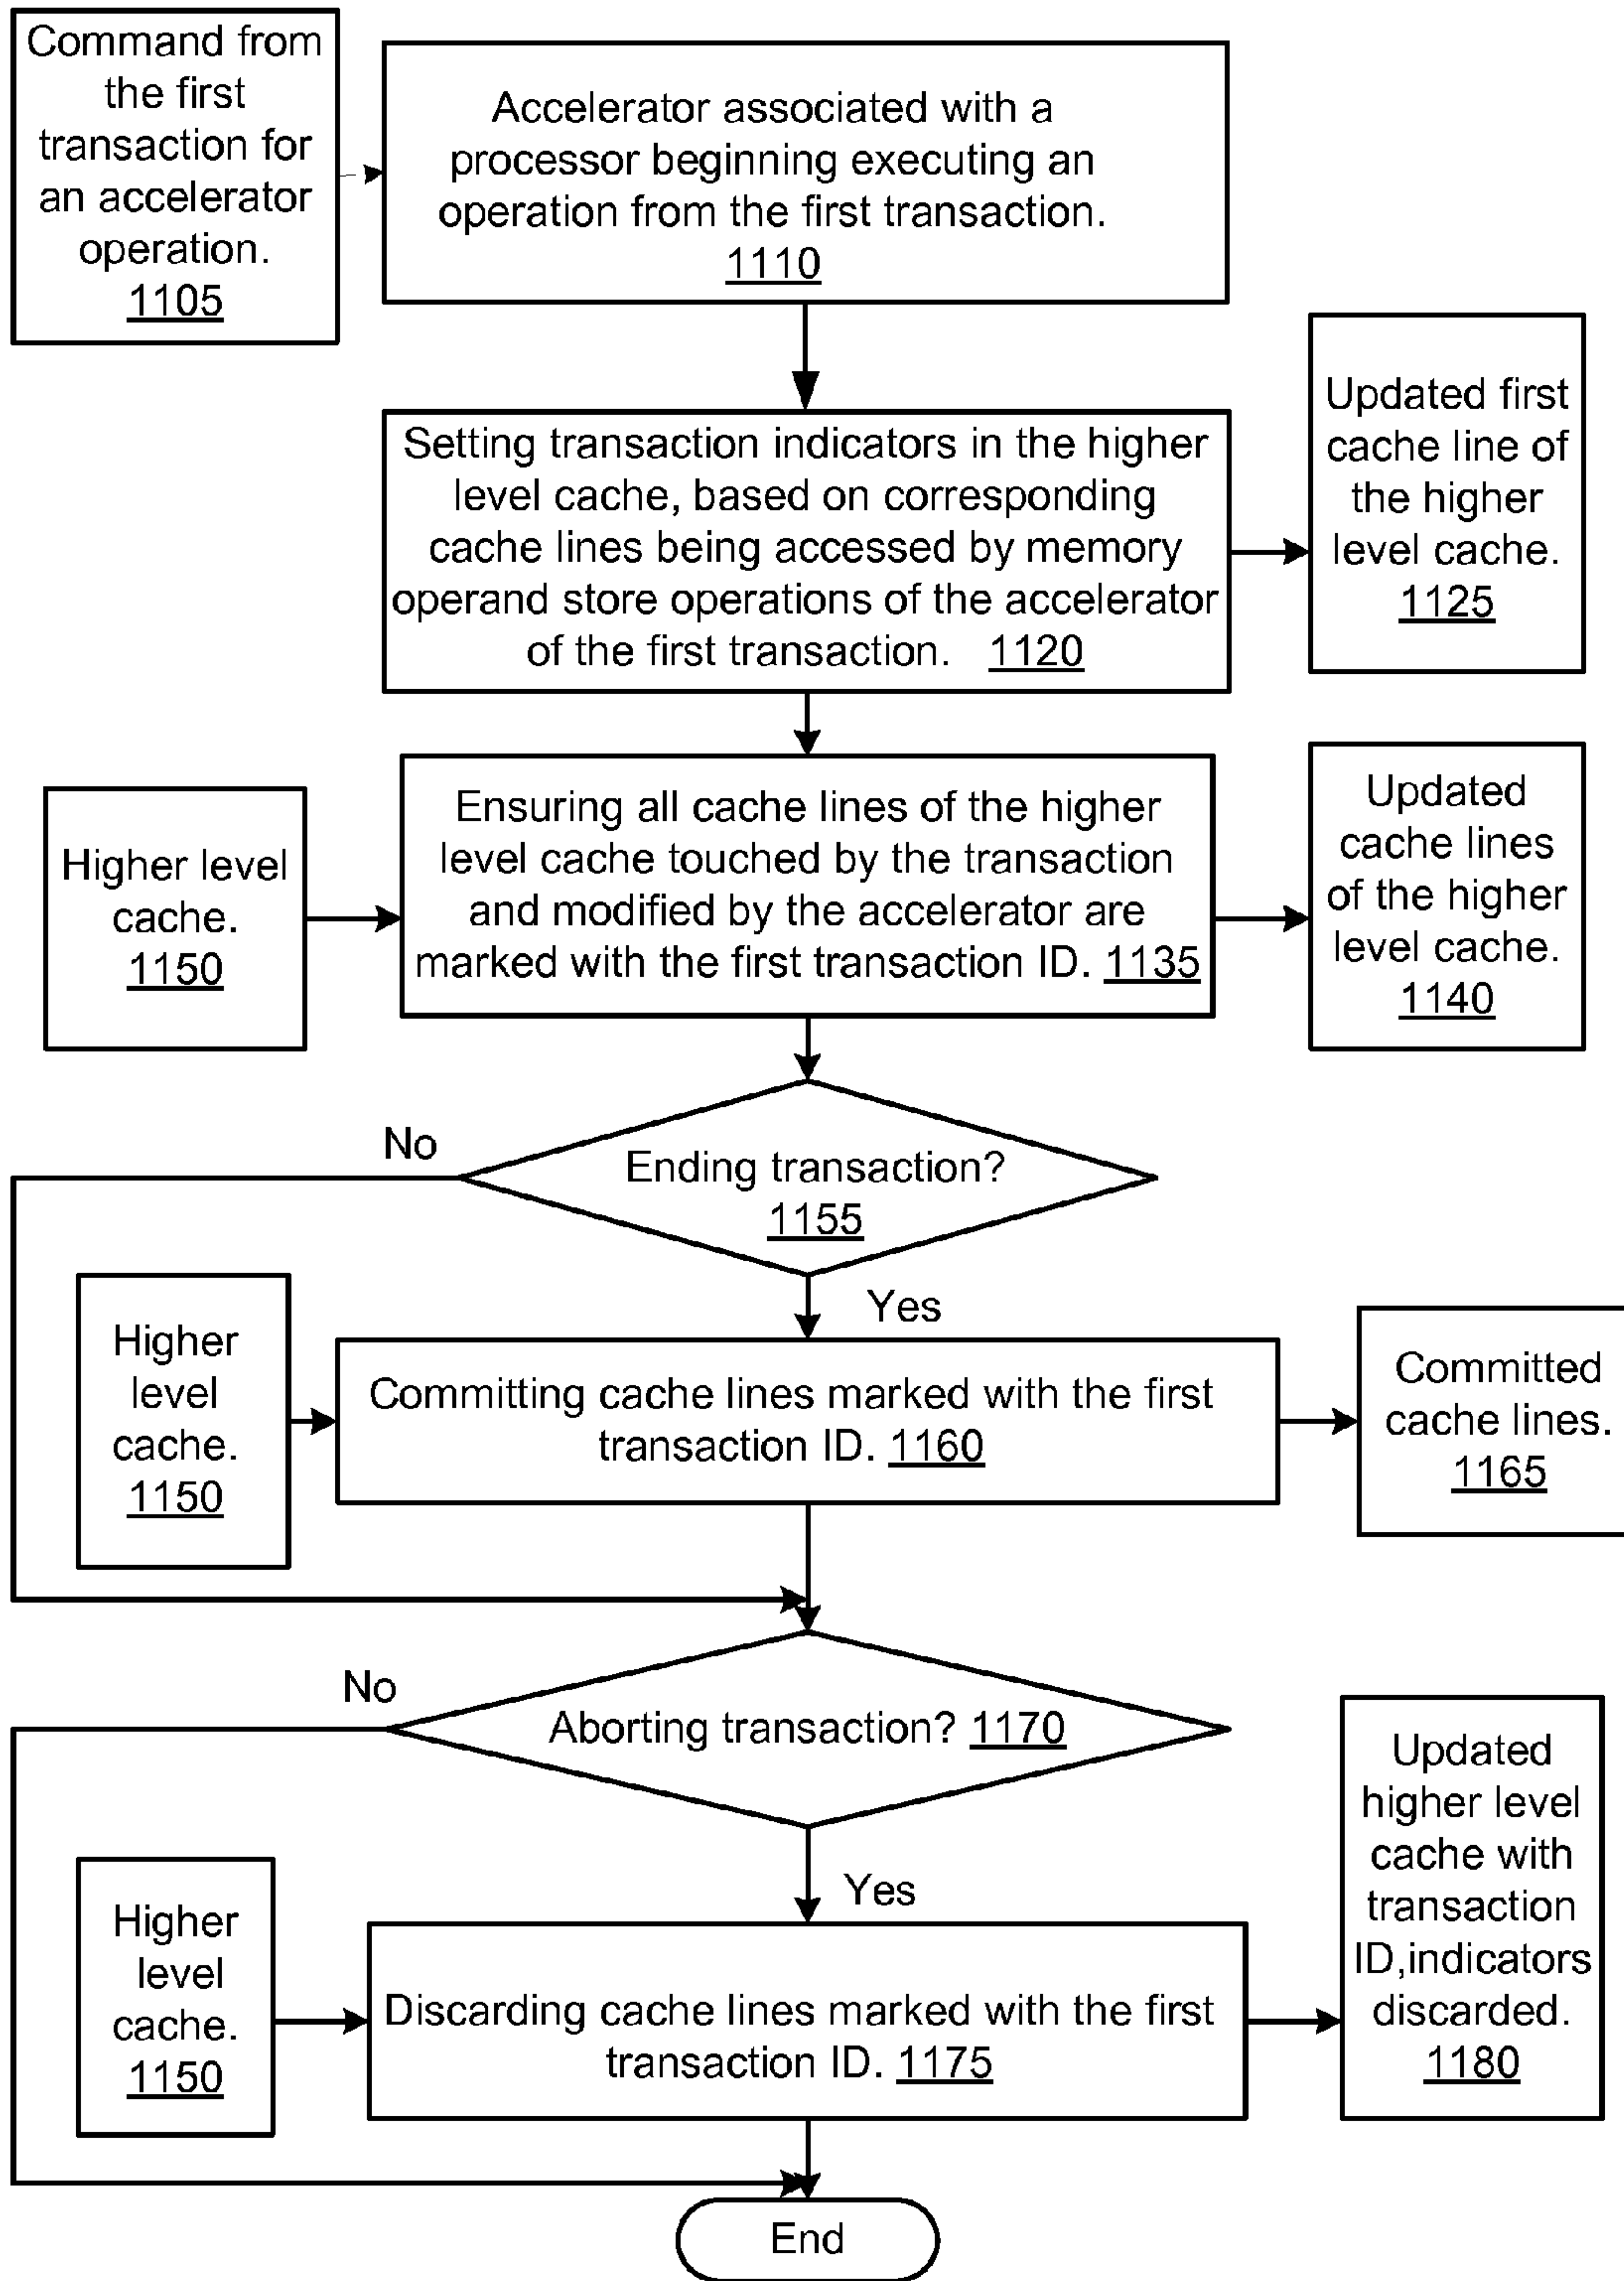 Command from
the first
transaction for
an accelerator
operation.
1105
Accelerator associated with a
processor beginning executing an
operation from the first transaction.
1110
Setting transaction indicators in the higher
level cache, based on corresponding
cache lines being accessed by memory
operand store operations of the accelerator
of the first transaction. 1120
Updated first
cache line of
the higher
level cache.
1125
Higher level
cache.
1150
Ensuring all cache lines of the higher
level cache touched by the transaction
and modified by the accelerator are
marked with the first transaction ID. 1135
Updated
cache lines
of the higher
level cache.
1140
No
Ending transaction?
1155
Yes
Higher
level
cache.
1150
Committing cache lines marked with the first
transaction ID. 1160
Committed
cache lines.
1165
No
Aborting transaction? 1170
Yes
Higher
level
cache.
1150
Discarding cache lines marked with the first
transaction ID. 1175
Updated
higher level
cache with
transaction
ID,indicators
discarded.
1180
End